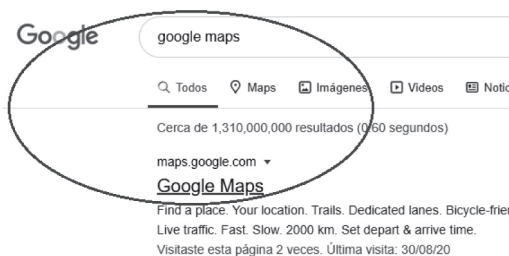 Google
google maps
Todos Maps Imágenes Videos Notic
Cerca de 1,310,000,000 resultados (0.60 segundos)
maps.google.com
Google Maps
Find a place. Your location. Trails. Dedicated lanes. Bicycle-frien
Live traffic. Fast. Slow. 2000 km. Set depart & arrive time.
Visitaste esta página 2 veces. Última visita: 30/08/20